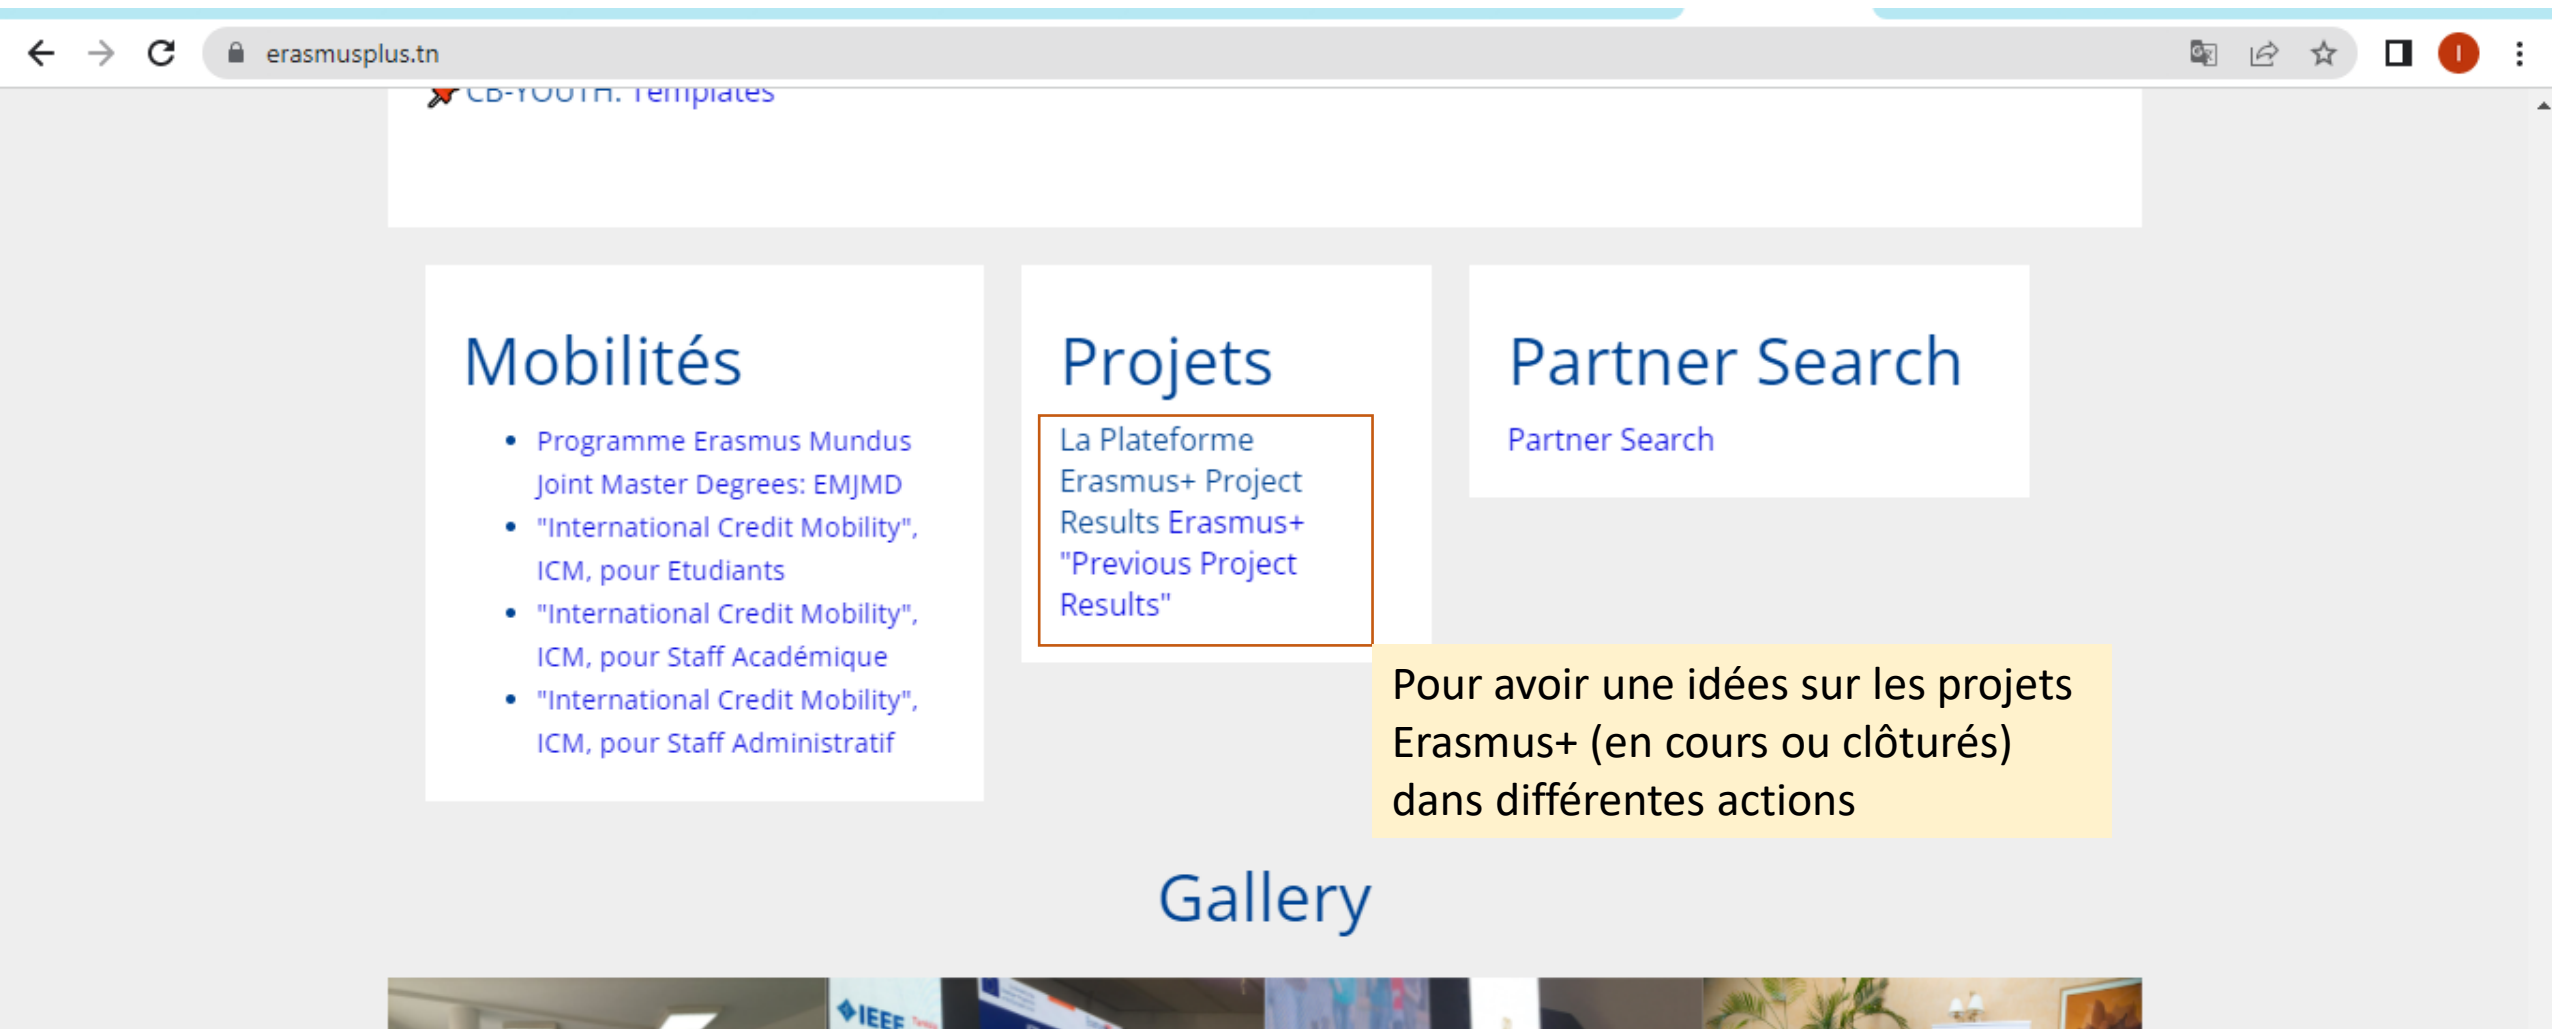 erasmusplus.tn
I
CB-YOUTH: Templates
Mobilités
• Programme Erasmus Mundus
Joint Master Degrees: EMJMD
• "International Credit Mobility",
ICM, pour Etudiants
• "International Credit Mobility",
ICM, pour Staff Académique
• "International Credit Mobility",
ICM, pour Staff Administratif
Projets
La Plateforme
Erasmus+ Project
Results Erasmus+
"Previous Project
Results"
Partner Search
Partner Search
Pour avoir une idées sur les projets
Erasmus+ (en cours ou clôturés)
dans différentes actions
Gallery
IEEE